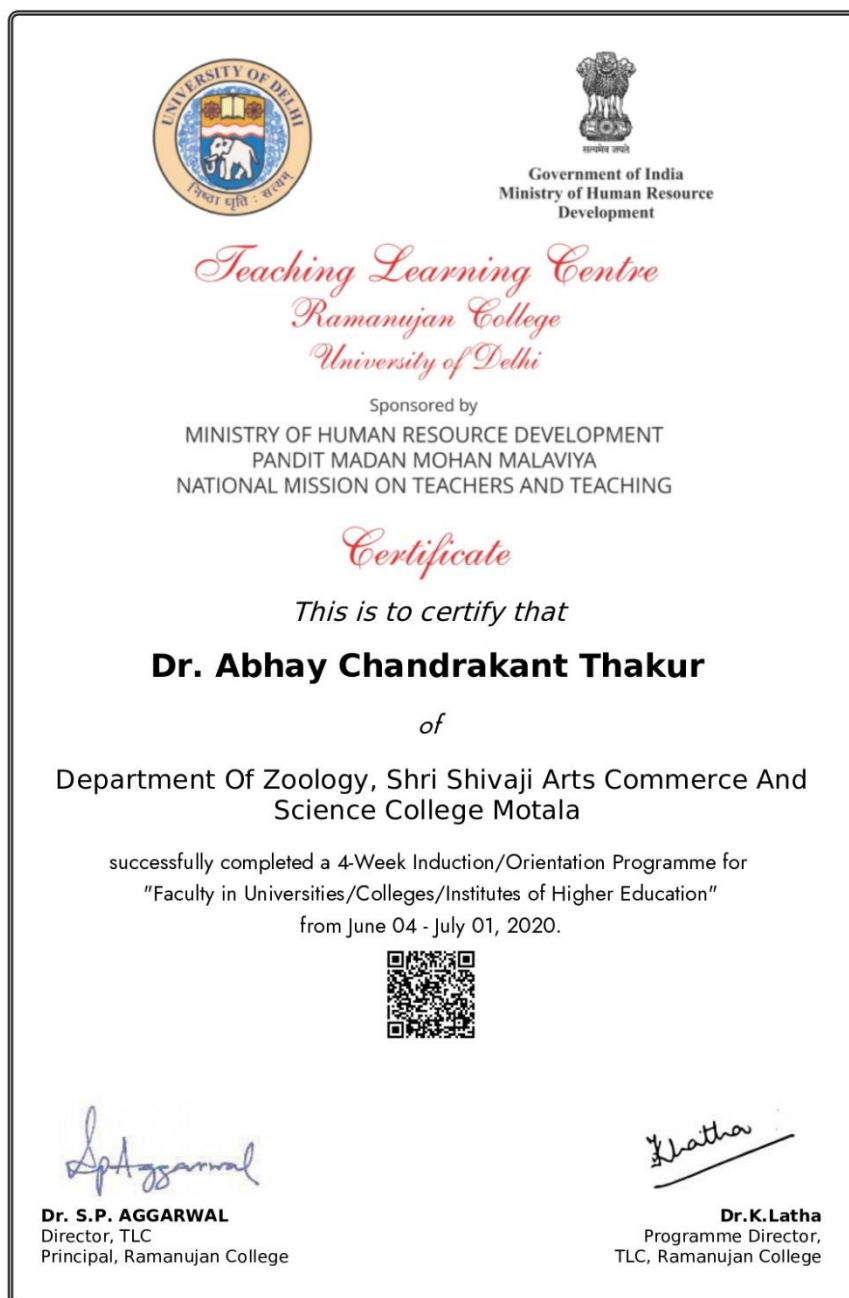 UNIVERSITY OF DELHI
निष्ठा धृति : सत्यम्
सत्यमेव जयते
Government of India
Ministry of Human Resource
Development
Teaching Learning Centre
Ramanujan College
University of Delhi
Sponsored by
MINISTRY OF HUMAN RESOURCE DEVELOPMENT
PANDIT MADAN MOHAN MALAVIYA
NATIONAL MISSION ON TEACHERS AND TEACHING
Certificate
This is to certify that
Dr. Abhay Chandrakant Thakur
of
Department Of Zoology, Shri Shivaji Arts Commerce And
Science College Motala
successfully completed a 4-Week Induction/Orientation Programme for
"Faculty in Universities/Colleges/Institutes of Higher Education"
from June 04 - July 01, 2020.
SpAggarwal
KLatha
Dr. S.P. AGGARWAL
Director, TLC
Principal, Ramanujan College
Dr.K.Latha
Programme Director,
TLC, Ramanujan College